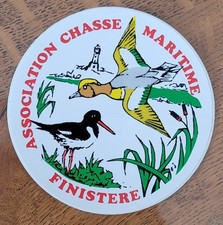 ASSOCIATION CHASSE MARITIME
FINISTERE